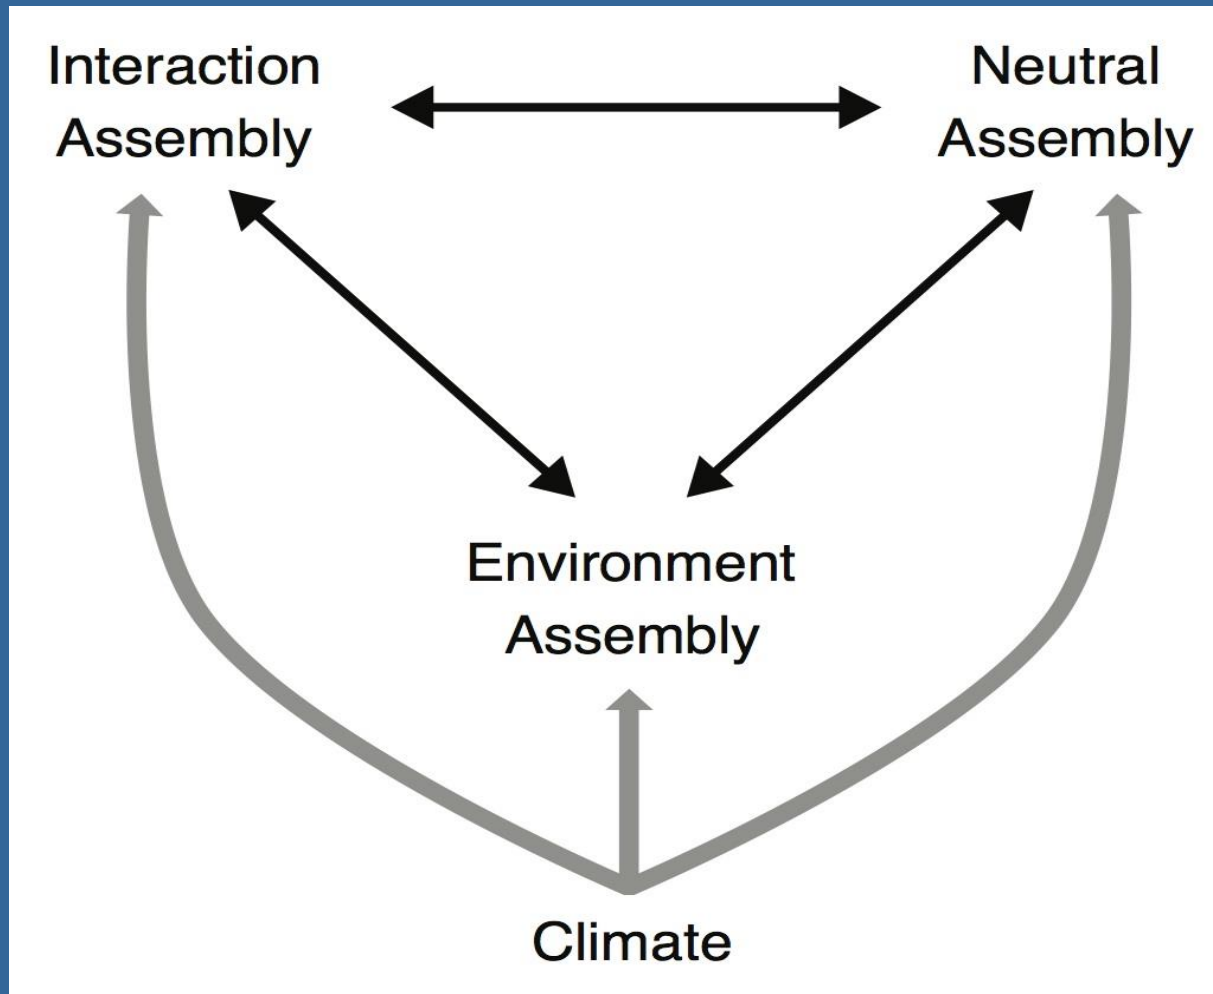 Interaction
Assembly
Neutral
Assembly
Environment
Assembly
Climate